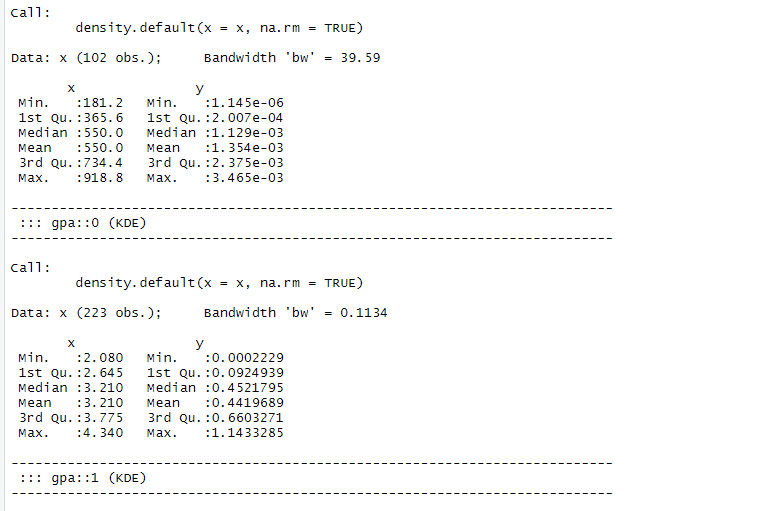 Call:
        density.default(x = x, na.rm = TRUE)
Data: x (102 obs.);     Bandwidth 'bw' = 39.59
       x               y
 Min.   :181.2   Min.   :1.145e-06
 1st Qu.:365.6   1st Qu.:2.007e-04
 Median :550.0   Median :1.129e-03
 Mean   :550.0   Mean   :1.354e-03
 3rd Qu.:734.4   3rd Qu.:2.375e-03
 Max.   :918.8   Max.   :3.465e-03
---------------------------------------------------------------------------
 ::: gpa::0 (KDE)
---------------------------------------------------------------------------
Call:
        density.default(x = x, na.rm = TRUE)
Data: x (223 obs.);     Bandwidth 'bw' = 0.1134
       x               y
 Min.   :2.080   Min.   :0.0002229
 1st Qu.:2.645   1st Qu.:0.0924939
 Median :3.210   Median :0.4521795
 Mean   :3.210   Mean   :0.4419689
 3rd Qu.:3.775   3rd Qu.:0.6603271
 Max.   :4.340   Max.   :1.1433285
---------------------------------------------------------------------------
 ::: gpa::1 (KDE)
---------------------------------------------------------------------------